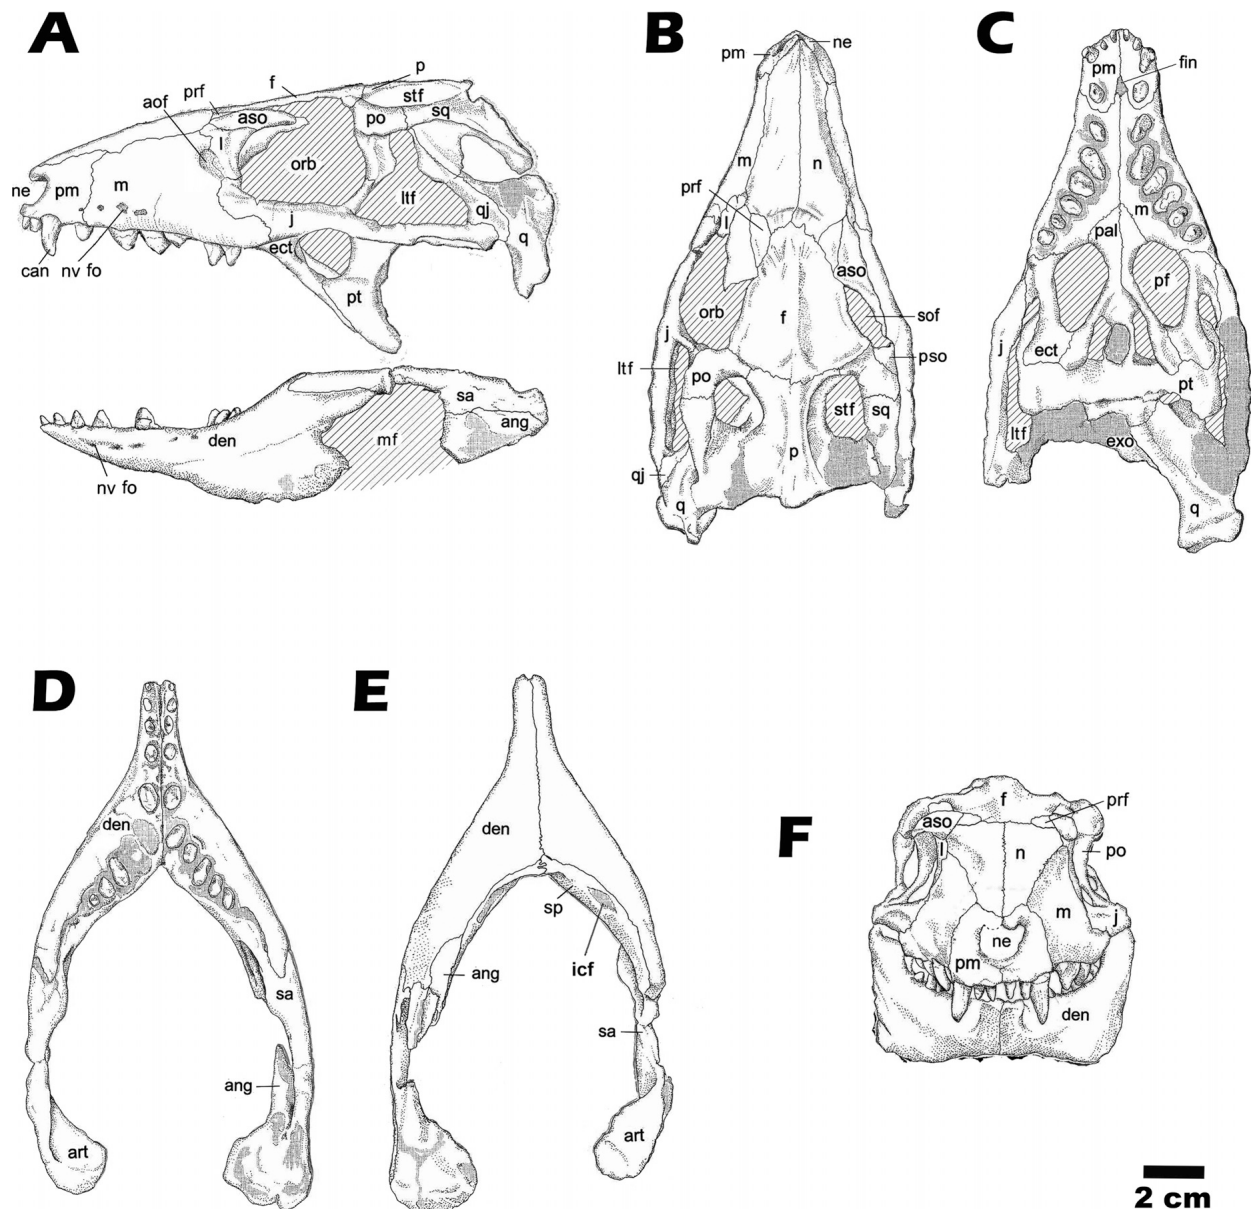 A
p
f
prf
stf
aof
aso
sq
po
l
orb
ne
pm
m
ltf
qj
j
q
ect
can
nv fo
pt
sa
ang
den
mf
nv fo
B
ne
pm
m
n
prf
l
aso
orb
f
sof
j
pso
ltf
po
stf
sq
p
qj
q
C
pm
fin
m
pal
pf
j
ect
pt
ltf
exo
q
D
den
sa
ang
art
E
den
sp
icf
ang
sa
art
F
f
prf
aso
l
n
po
m
j
ne
pm
den
2 cm